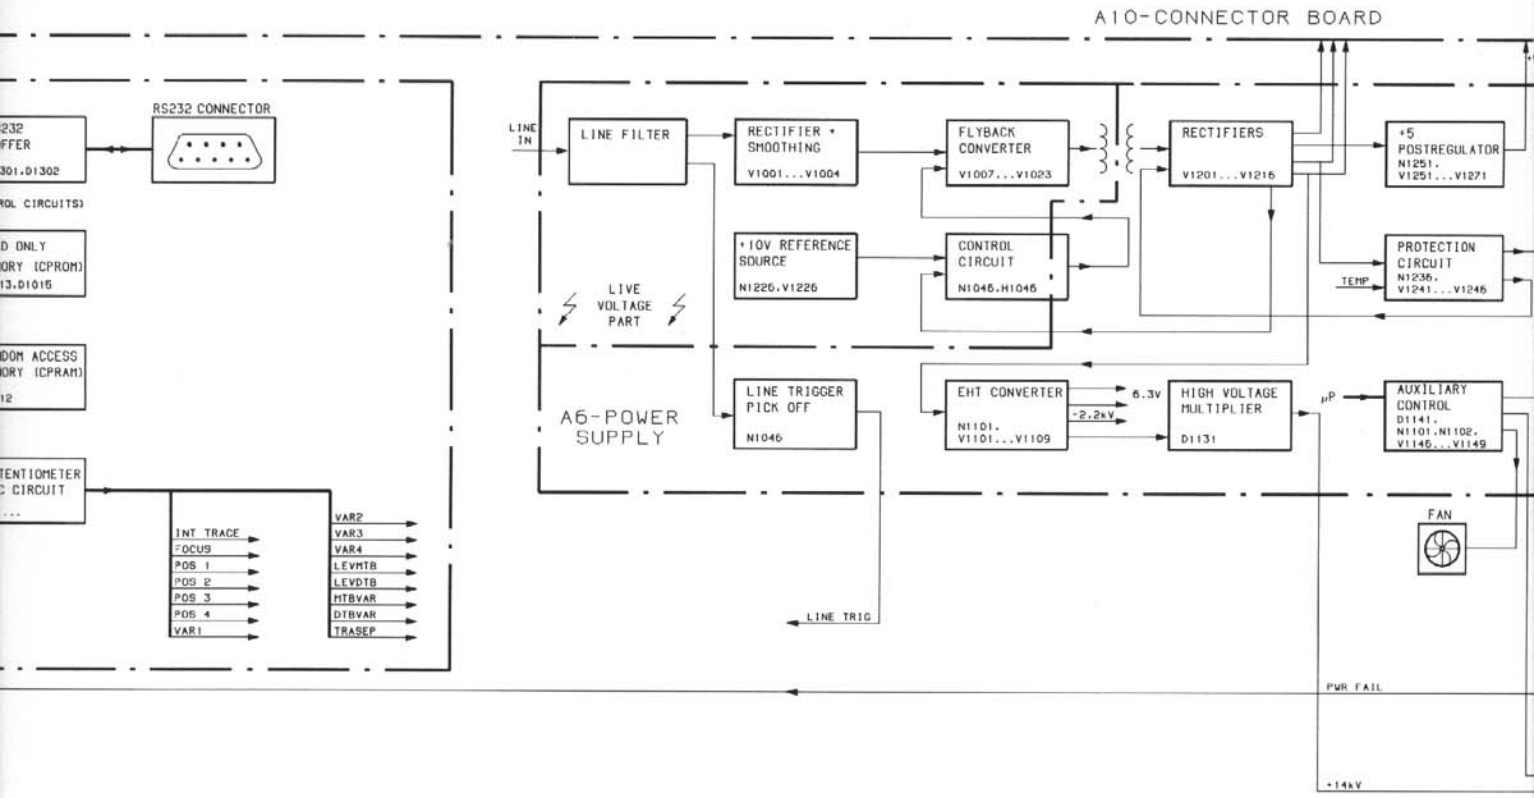 A10-CONNECTOR BOARD
232
FFER
301.D1302
ROL CIRCUITS)
D ONLY
ORY (CPROM)
13.D1015
DOM ACCESS
ORY (CPRAM)
12
TENTIOMETER
C CIRCUIT
...
RS232 CONNECTOR
INT TRACE
FOCUS
POS 1
POS 2
POS 3
POS 4
VAR1
VAR2
VAR3
VAR4
LEVMTB
LEVDTB
MTBVAR
DTBVAR
TRASEP
LINE
IN
LINE FILTER
RECTIFIER +
SMOOTHING
V1001...V1004
FLYBACK
CONVERTER
V1007...V1023
RECTIFIERS
V1201...V1216
+5
POSTREGULATOR
N1251.
V1251...V1271
+10V REFERENCE
SOURCE
N1226.V1226
CONTROL
CIRCUIT
N1046.H1046
PROTECTION
CIRCUIT
N1236.
V1241...V1246
TEMP
LIVE
VOLTAGE
PART
A6-POWER
SUPPLY
LINE TRIGGER
PICK OFF
N1046
EHT CONVERTER
N1101.
V1101...V1109
6.3V
-2.2kV
HIGH VOLTAGE
MULTIPLIER
D1131
µP
AUXILIARY
CONTROL
D1141.
N1101.N1102.
V1146...V1149
FAN
LINE TRIG
PWR FAIL
+14kV